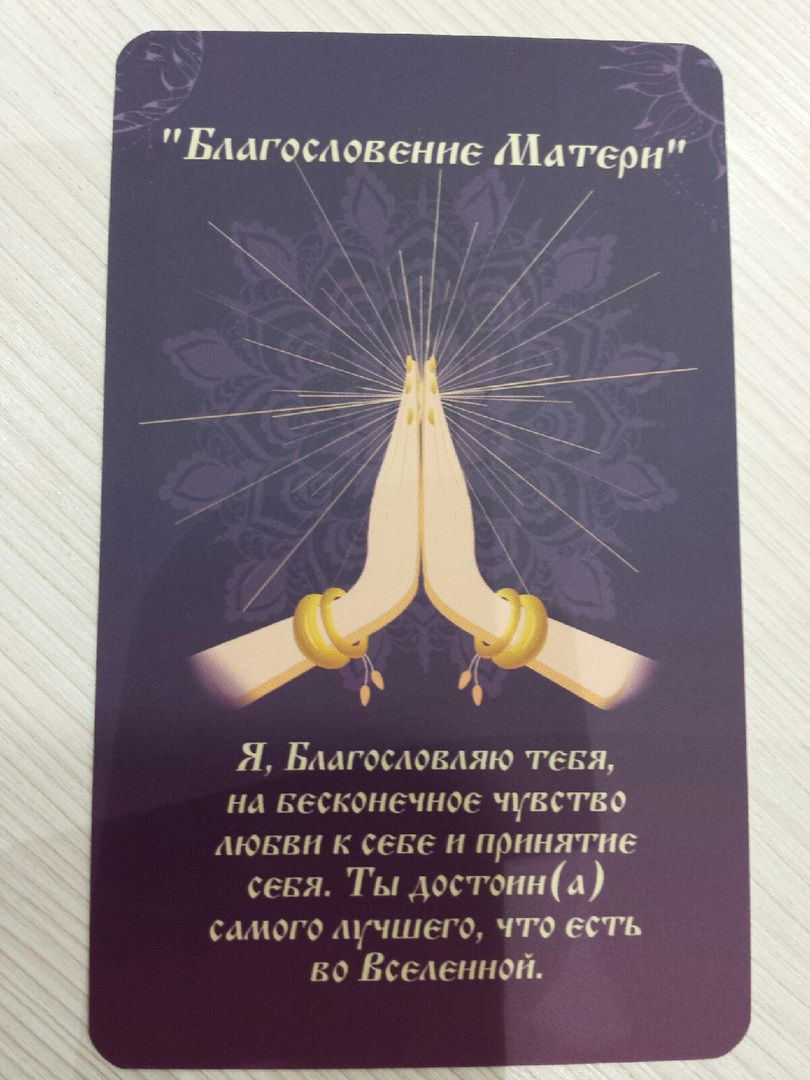 "Благословение Матери"
Я, Благословляю тебя,
на бесконечное чувство
любви к себе и принятие
себя. Ты достоин(а)
самого лучшего, что есть
во Вселенной.